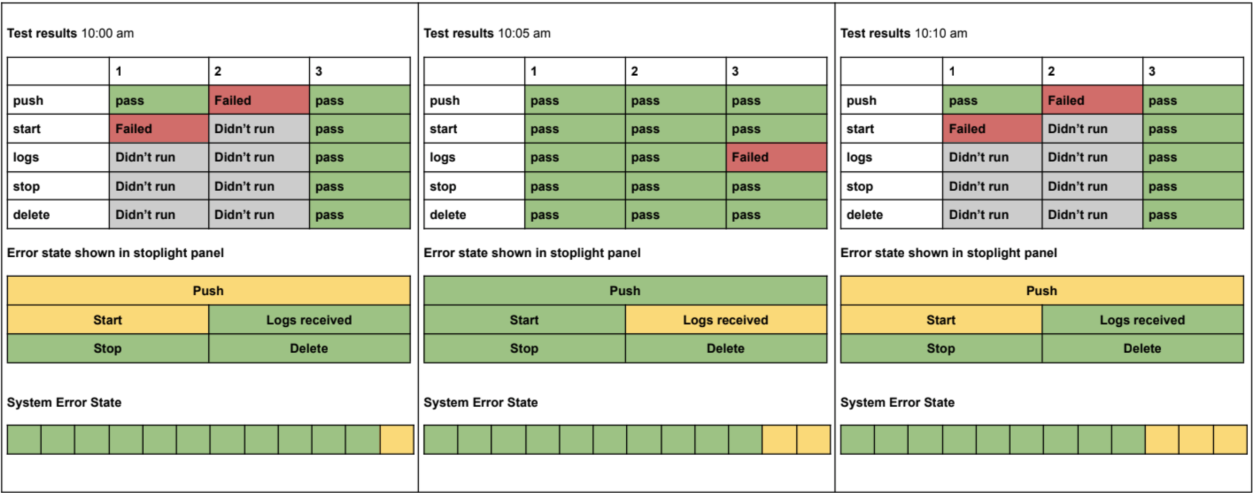 Test results 10:00 am
1 2 3
push pass Failed pass
start Failed Didn't run pass
logs Didn't run Didn't run pass
stop Didn't run Didn't run pass
delete Didn't run Didn't run pass
Error state shown in stoplight panel
Push
Start Logs received
Stop Delete
System Error State
Test results 10:05 am
1 2 3
push pass pass pass
start pass pass pass
logs pass pass Failed
stop pass pass pass
delete pass pass pass
Error state shown in stoplight panel
Push
Start Logs received
Stop Delete
System Error State
Test results 10:10 am
1 2 3
push pass Failed pass
start Failed Didn't run pass
logs Didn't run Didn't run pass
stop Didn't run Didn't run pass
delete Didn't run Didn't run pass
Error state shown in stoplight panel
Push
Start Logs received
Stop Delete
System Error State